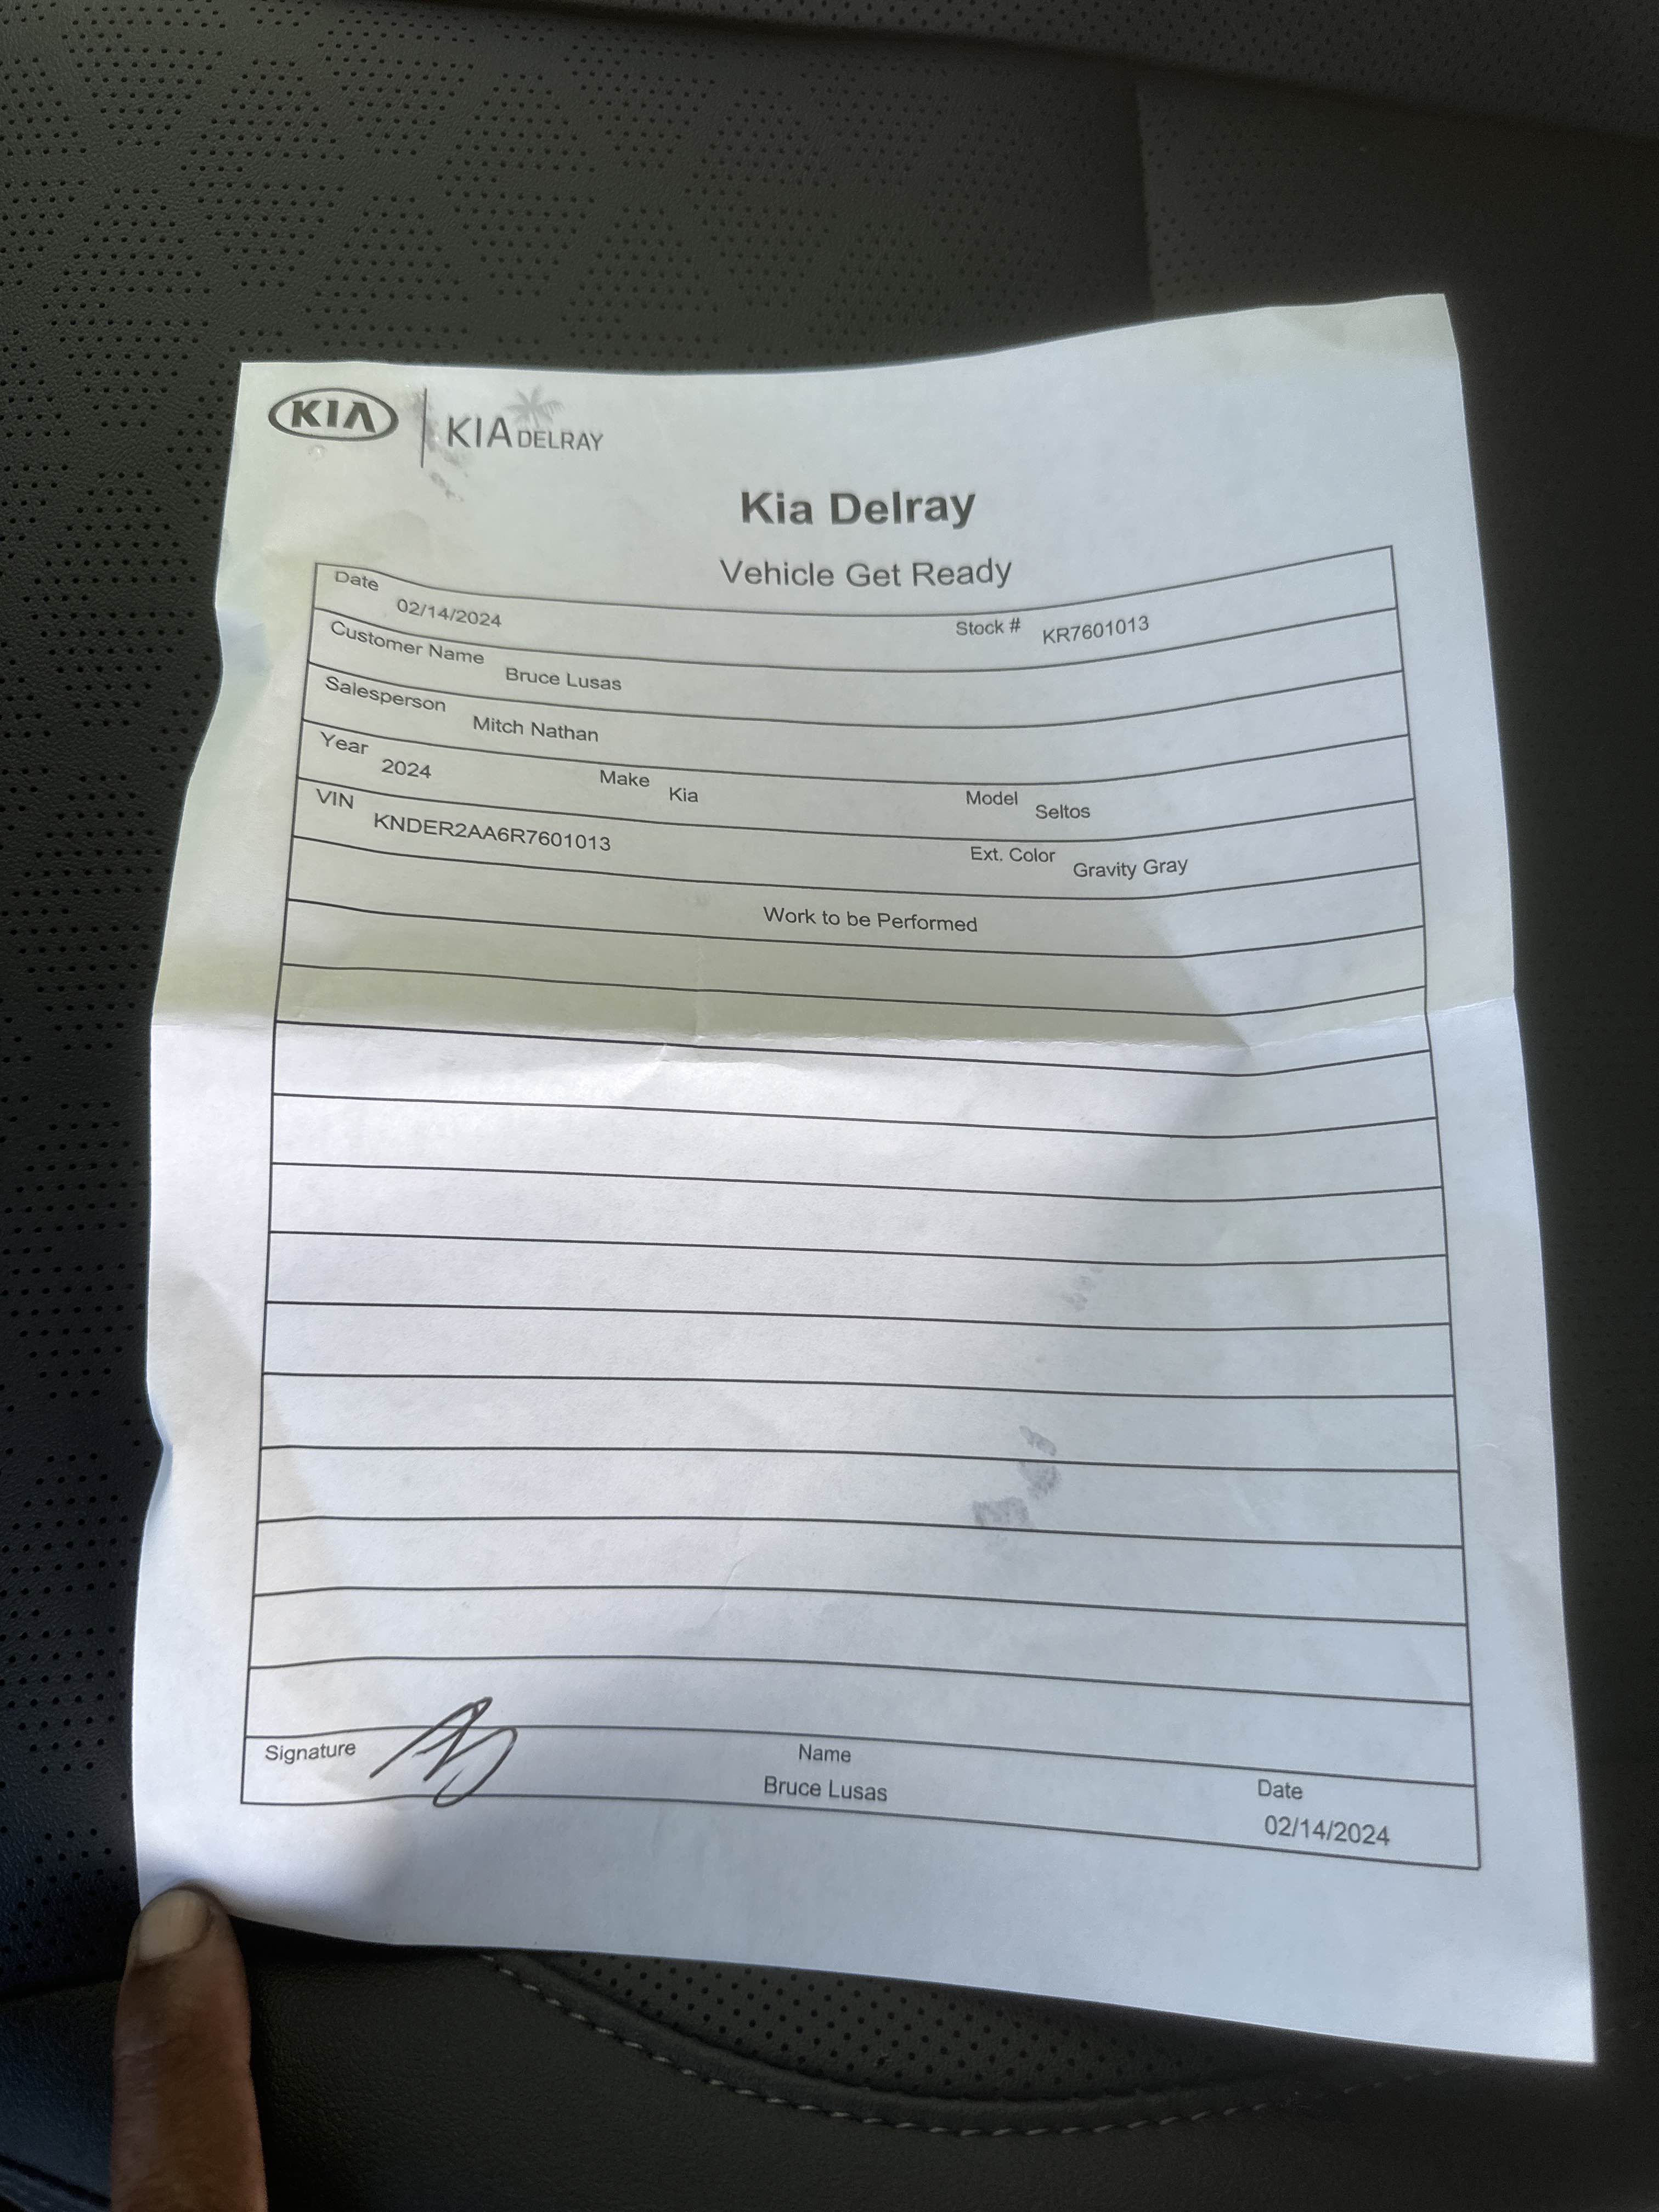 KIA KIA DELRAY
Kia Delray
Vehicle Get Ready
Date 02/14/2024 Stock # KR7601013
Customer Name Bruce Lusas
Salesperson Mitch Nathan
Year 2024 Make Kia Model Seltos
VIN KNDER2AA6R7601013 Ext. Color Gravity Gray
Work to be Performed
Signature Name Date
Bruce Lusas 02/14/2024